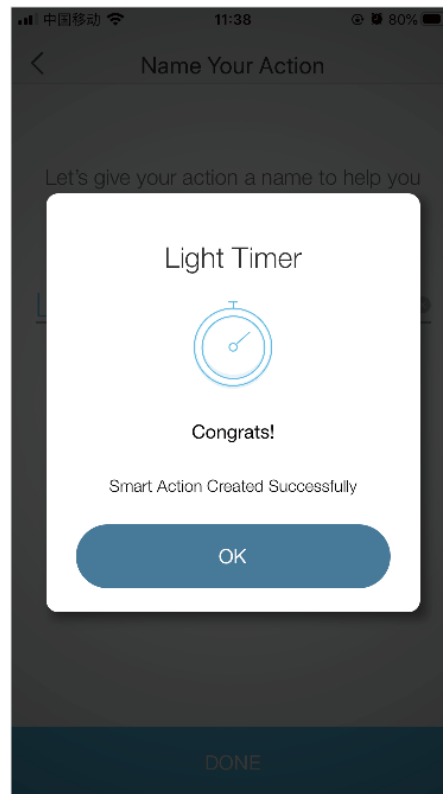 中国移动 11:38 80%
Name Your Action
Let's give your action a name to help you
Light Timer
Congrats!
Smart Action Created Successfully
OK
DONE